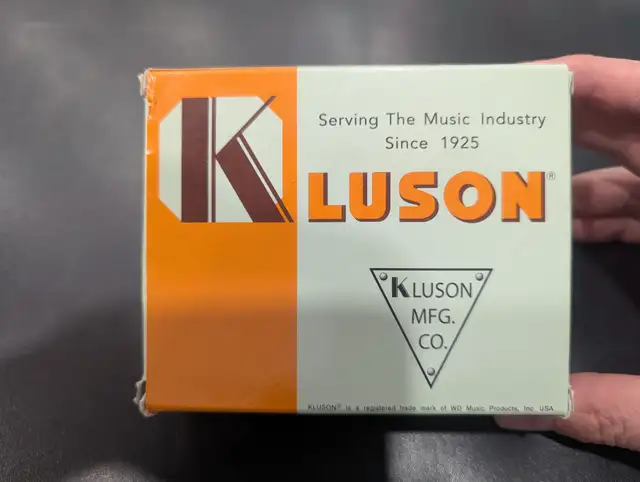 Serving The Music Industry
Since 1925
KLUSON®
KLUSON
MFG.
CO.
KLUSON® is a registered trade mark of WD Music Products, Inc. USA